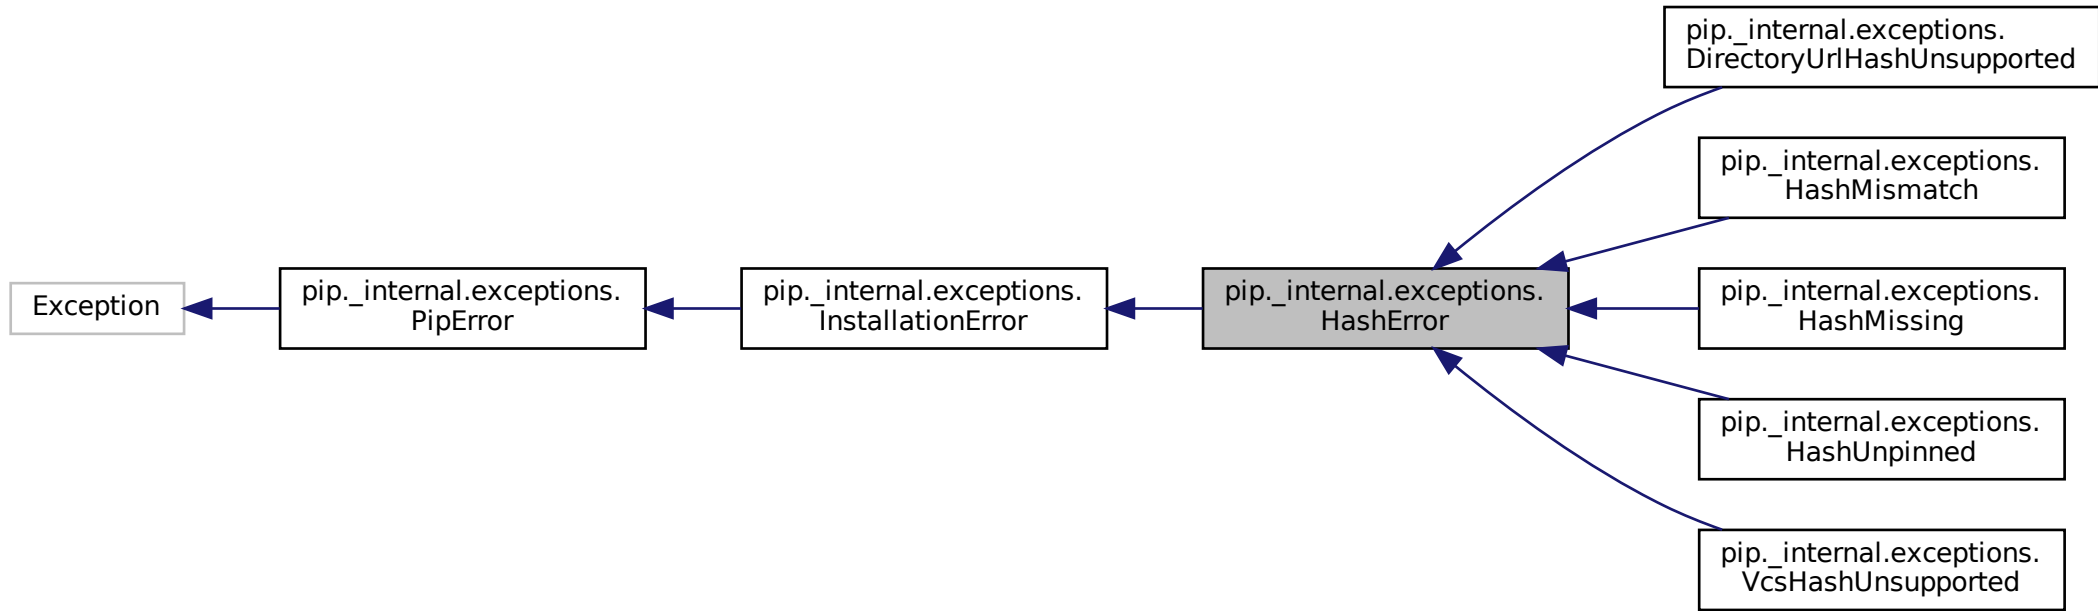 Exception
pip._internal.exceptions.
PipError
pip._internal.exceptions.
InstallationError
pip._internal.exceptions.
HashError
pip._internal.exceptions.
DirectoryUrlHashUnsupported
pip._internal.exceptions.
HashMismatch
pip._internal.exceptions.
HashMissing
pip._internal.exceptions.
HashUnpinned
pip._internal.exceptions.
VcsHashUnsupported